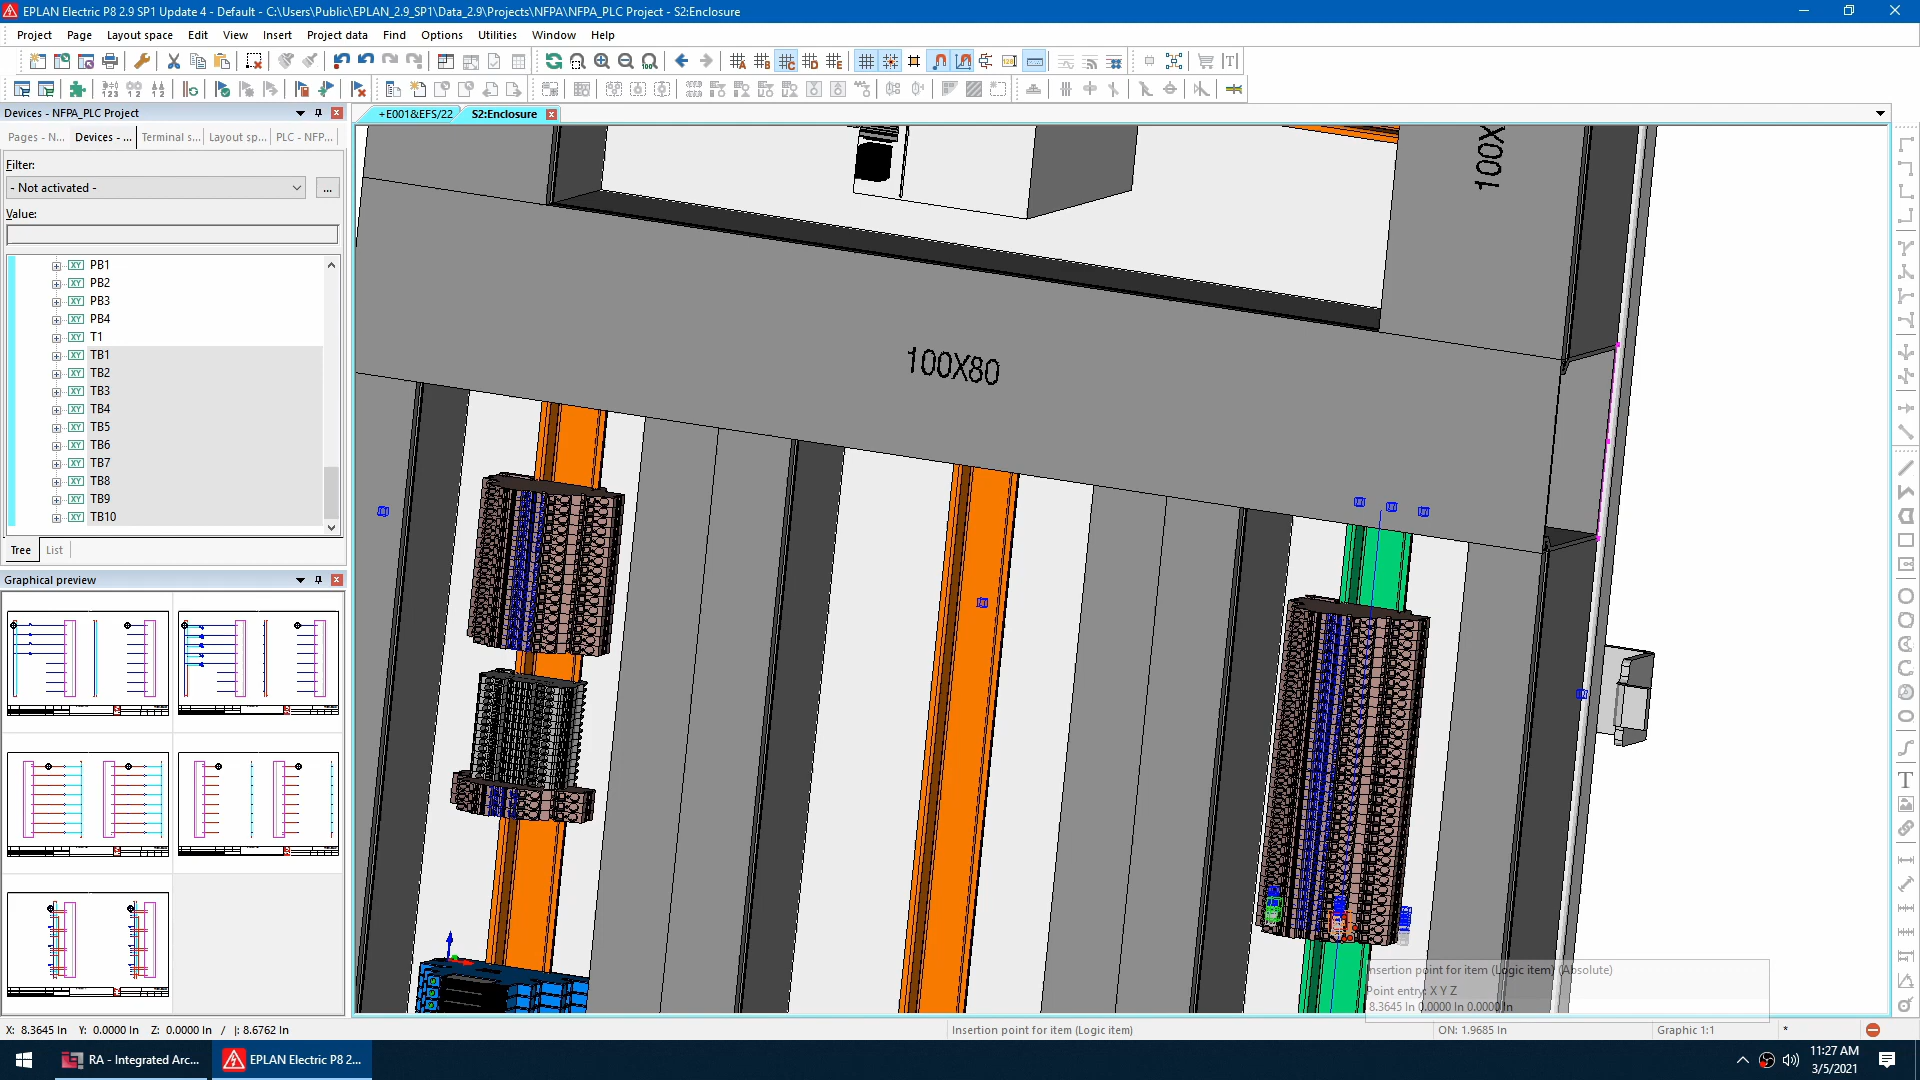 EPLAN Electric P8 2.9 SP1 Update 4 - Default - C:\Users\Public\EPLAN_2.9_SP1\Data_2.9\Projects\NFPA\NFPA_PLC Project - S2:Enclosure
Project Page Layout space Edit View Insert Project data Find Options Utilities Window Help
Devices - NFPA_PLC Project
+E001&EFS/22 S2:Enclosure
Pages - N... Devices - ... Terminal s... Layout sp... PLC - NFP...
Filter:
- Not activated -
...
Value:
PB1
PB2
PB3
PB4
T1
TB1
TB2
TB3
TB4
TB5
TB6
TB7
TB8
TB9
TB10
Tree List
Graphical preview
100X
100X80
Insertion point for item (Logic item) (Absolute)
Point entry: X Y Z
8.3645 In 0.0000 In 0.0000 In
X: 8.3645 In Y: 0.0000 In Z: 0.0000 In / |: 8.6762 In
Insertion point for item (Logic item)
ON: 1.9685 In
Graphic 1:1
*
RA - Integrated Arc...
EPLAN Electric P8 2...
11:27 AM
3/5/2021